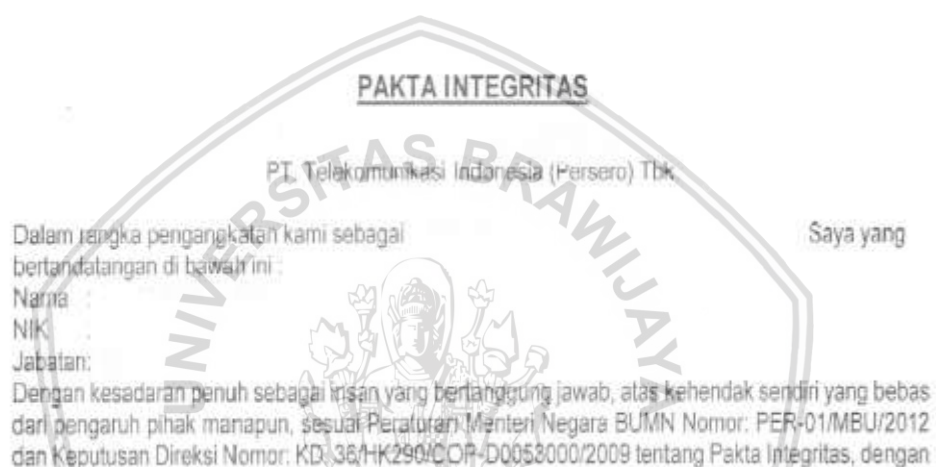 PAKTA INTEGRITAS
PT. Telekomunikasi Indonesia (Persero) Tbk
UNIVERSITAS BRAWIJAYA
Dalam rangka pengangkatan kami sebagai Saya yang
bertandatangan di bawah ini :
Nama :
NIK :
Jabatan:
Dengan kesadaran penuh sebagai insan yang bertanggung jawab, atas kehendak sendiri yang bebas
dari pengaruh pihak manapun, sesuai Peraturan Menteri Negara BUMN Nomor: PER-01/MBU/2012
dan Keputusan Direksi Nomor: KD. 36/HK290/COP-D0053000/2009 tentang Pakta Integritas, dengan